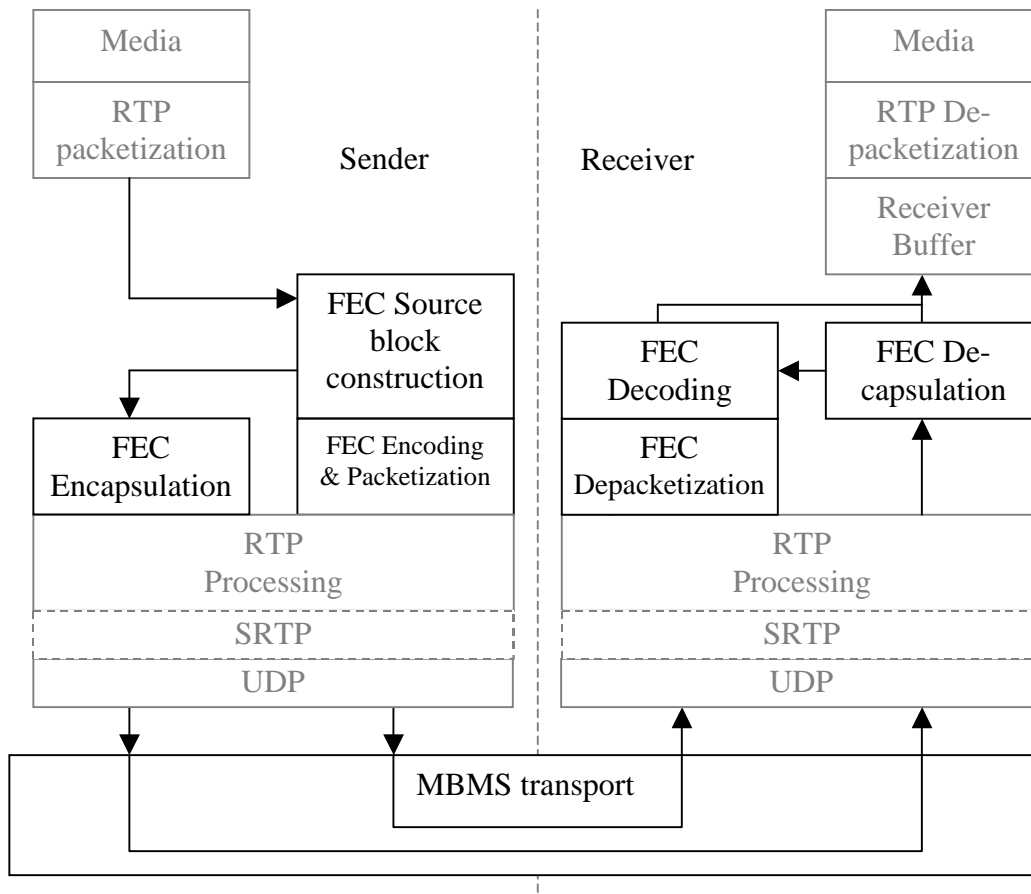 Media
RTP
packetization
Sender
FEC Source
block
construction
FEC
Encapsulation
FEC Encoding
& Packetization
RTP
Processing
SRTP
UDP
Receiver
Media
RTP De-
packetization
Receiver
Buffer
FEC
Decoding
FEC De-
capsulation
FEC
Depacketization
RTP
Processing
SRTP
UDP
MBMS transport